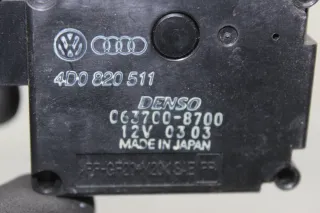 4D0 820 511
DENSO
063700-8700
12V 03 03
MADE IN JAPAN